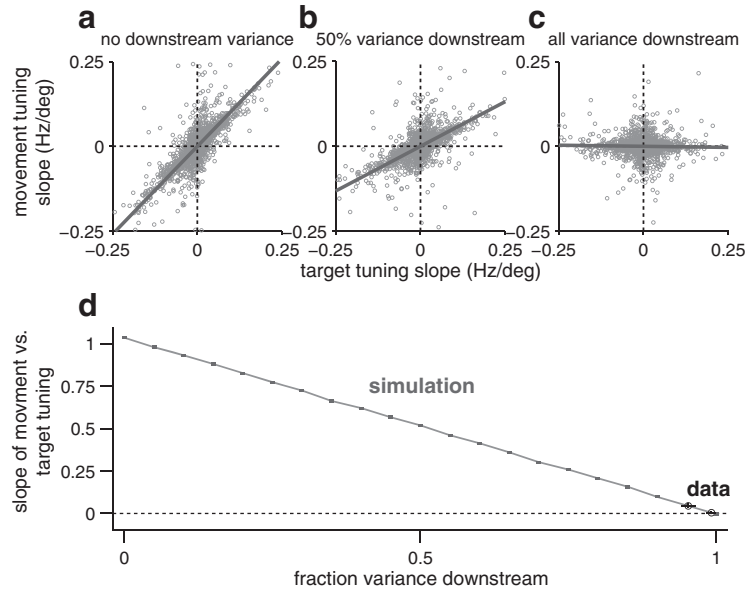 a
no downstream variance
b
50% variance downstream
c
all variance downstream
movement tuning
slope (Hz/deg)
0.25
0
−0.25
−0.25
0
0.25
0.25
0
−0.25
−0.25
0
0.25
0.25
0
−0.25
−0.25
0
0.25
target tuning slope (Hz/deg)
d
slope of movment vs.
target tuning
1
0.75
0.5
0.25
0
simulation
data
0
0.5
1
fraction variance downstream